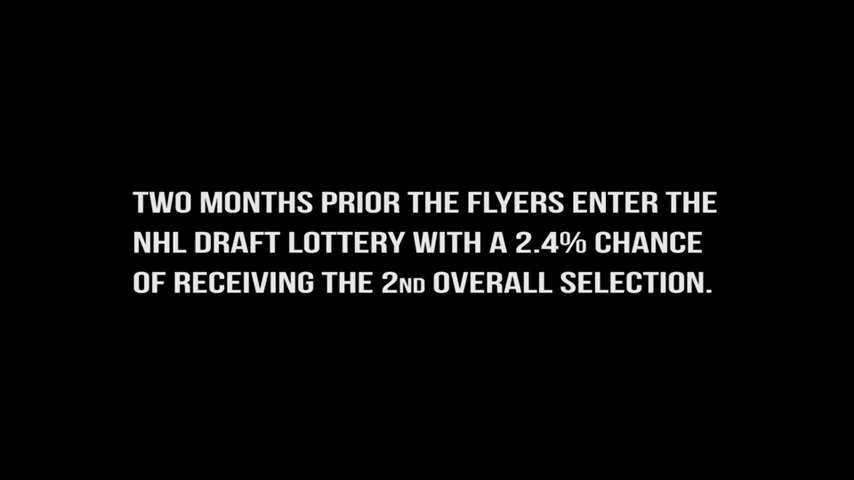 TWO MONTHS PRIOR THE FLYERS ENTER THE
NHL DRAFT LOTTERY WITH A 2.4% CHANCE
OF RECEIVING THE 2ND OVERALL SELECTION.